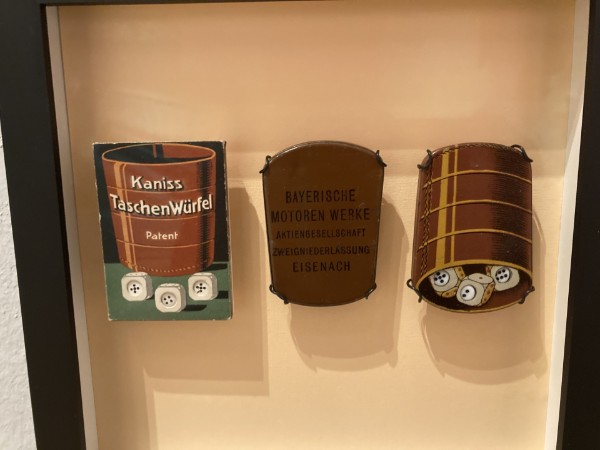 Kaniss
TaschenWürfel
Patent
BAYERISCHE
MOTOREN WERKE
AKTIENGESELLSCHAFT
ZWEIGNIEDERLASSUNG
EISENACH